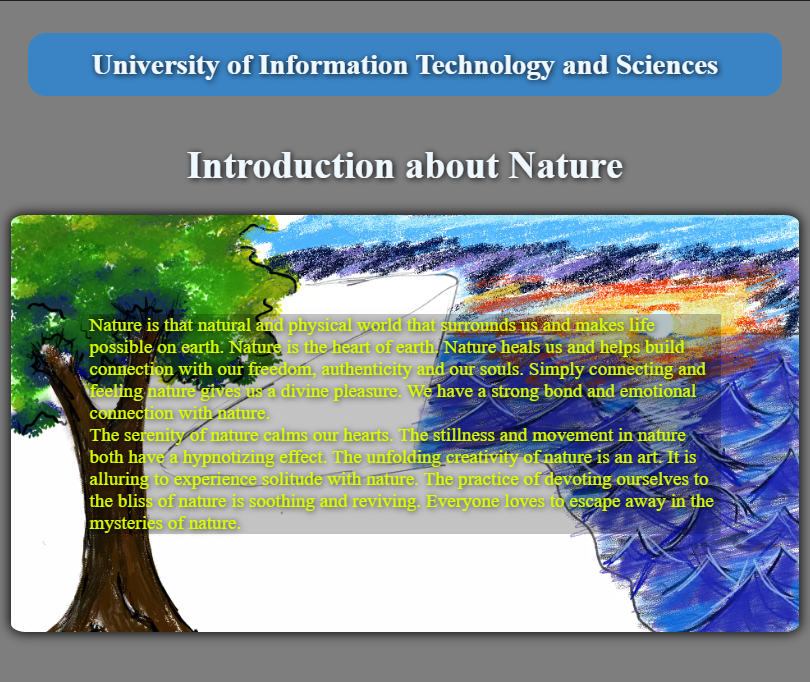 University of Information Technology and Sciences
Introduction about Nature
Nature is that natural and physical world that surrounds us and makes life
possible on earth. Nature is the heart of earth. Nature heals us and helps build
connection with our freedom, authenticity and our souls. Simply connecting and
feeling nature gives us a divine pleasure. We have a strong bond and emotional
connection with nature.
The serenity of nature calms our hearts. The stillness and movement in nature
both have a hypnotizing effect. The unfolding creativity of nature is an art. It is
alluring to experience solitude with nature. The practice of devoting ourselves to
the bliss of nature is soothing and reviving. Everyone loves to escape away in the
mysteries of nature.